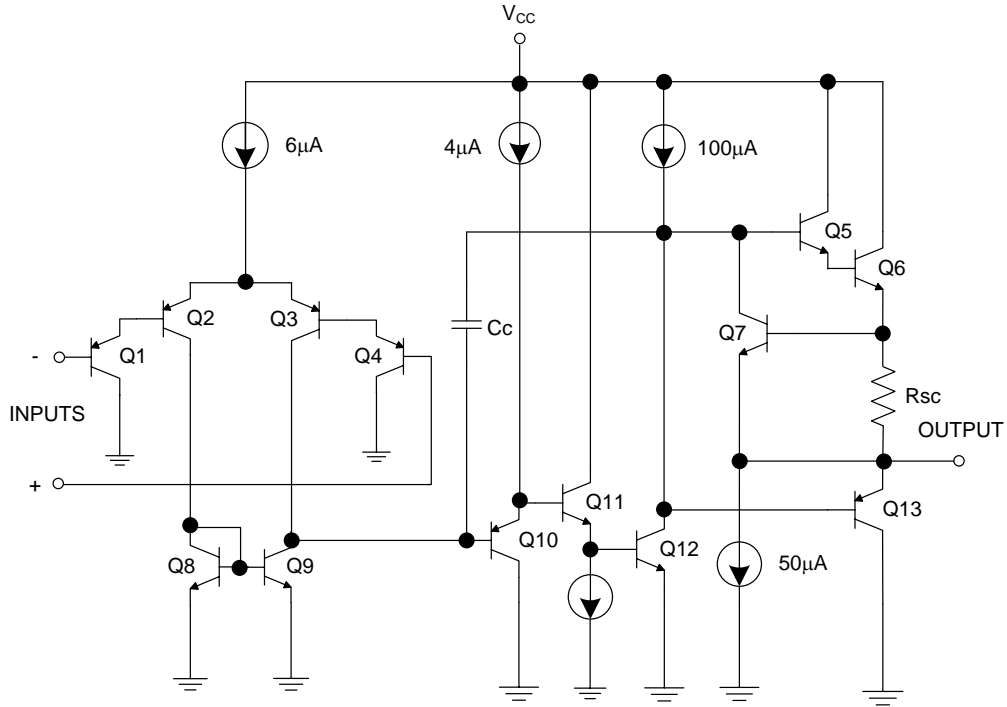 VCC
6μA
4μA
100μA
Q5
Q6
Q2
Q3
Q1
Q4
Cc
Q7
-
Rsc
INPUTS
OUTPUT
+
Q11
Q13
Q10
Q12
Q8
Q9
50μA